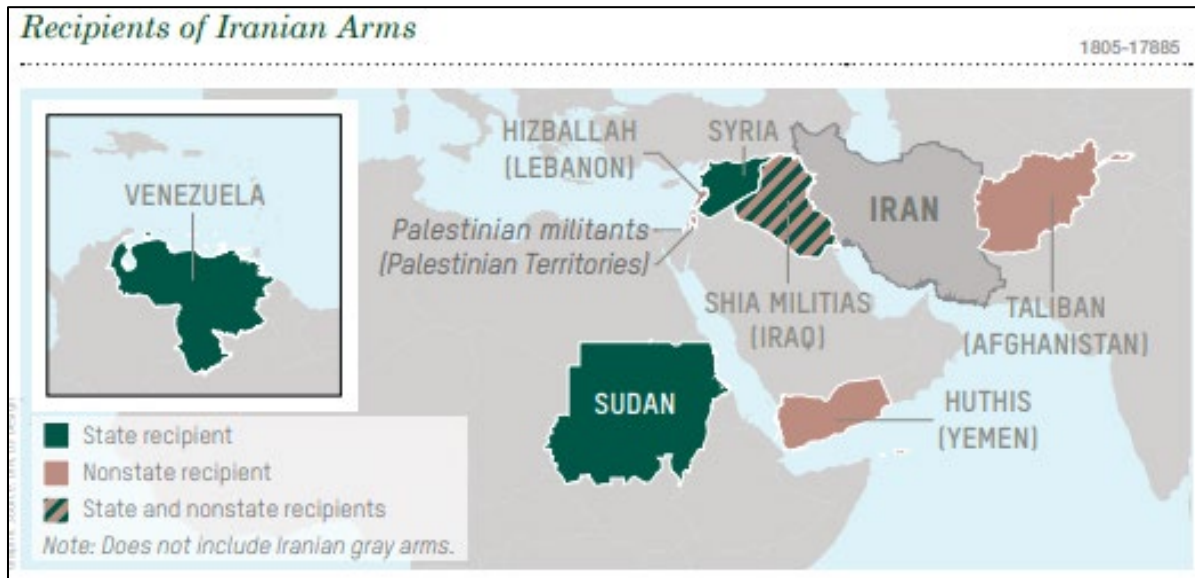 Recipients of Iranian Arms
1805-17885
HIZBALLAH
(LEBANON)
SYRIA
VENEZUELA
IRAN
Palestinian militants
(Palestinian Territories)
SHIA MILITIAS
(IRAQ)
TALIBAN
(AFGHANISTAN)
SUDAN
HUTHIS
(YEMEN)
State recipient
Nonstate recipient
State and nonstate recipients
Note: Does not include Iranian gray arms.